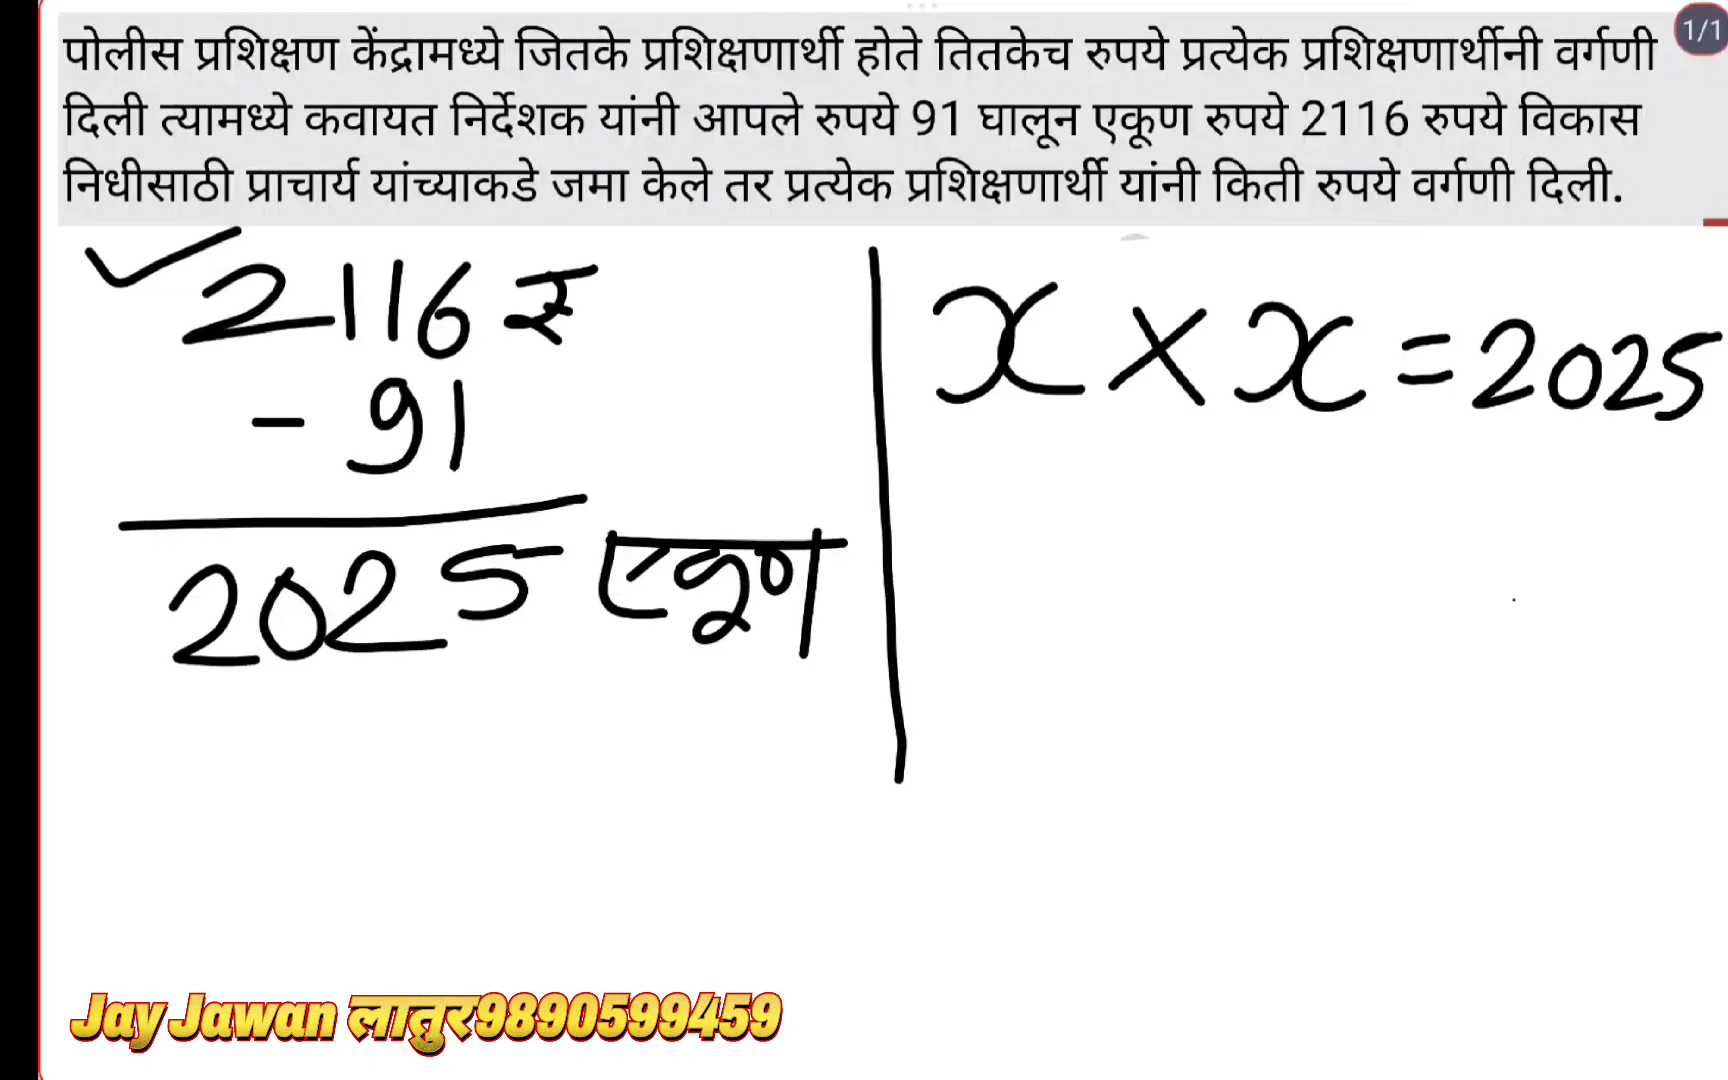 1/1
पोलीस प्रशिक्षण केंद्रामध्ये जितके प्रशिक्षणार्थी होते तितकेच रुपये प्रत्येक प्रशिक्षणार्थीनी वर्गणी
दिली त्यामध्ये कवायत निर्देशक यांनी आपले रुपये 91 घालून एकूण रुपये 2116 रुपये विकास
निधीसाठी प्राचार्य यांच्याकडे जमा केले तर प्रत्येक प्रशिक्षणार्थी यांनी किती रुपये वर्गणी दिली.
2116 ₹
- 91
2025 एकूण
x × x = 2025
Jay Jawan लातुर9890599459